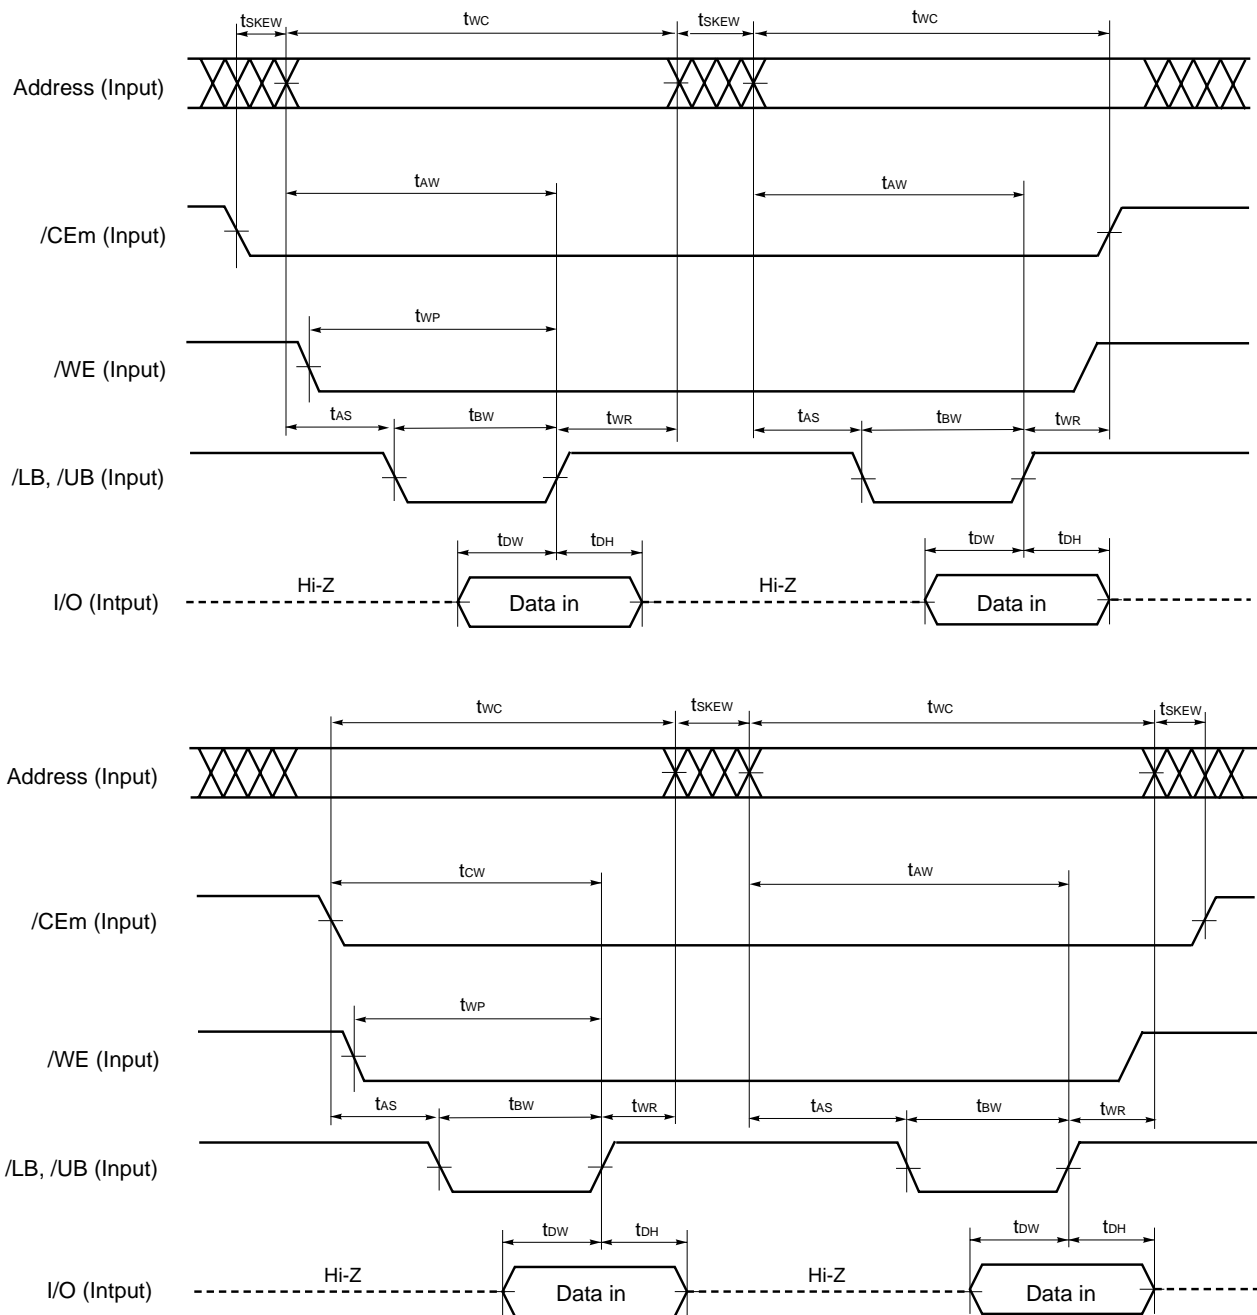 tSKEW tWC tSKEW tWC
Address (Input)
tAW tAW
/CEm (Input)
tWP
/WE (Input)
tAS tBW tWR tAS tBW tWR
/LB, /UB (Input)
tDW tDH tDW tDH
Hi-Z Hi-Z
I/O (Intput) Data in Data in
tWC tSKEW tWC tSKEW
Address (Input)
tCW tAW
/CEm (Input)
tWP
/WE (Input)
tAS tBW tWR tAS tBW tWR
/LB, /UB (Input)
tDW tDH tDW tDH
Hi-Z Hi-Z
I/O (Intput) Data in Data in